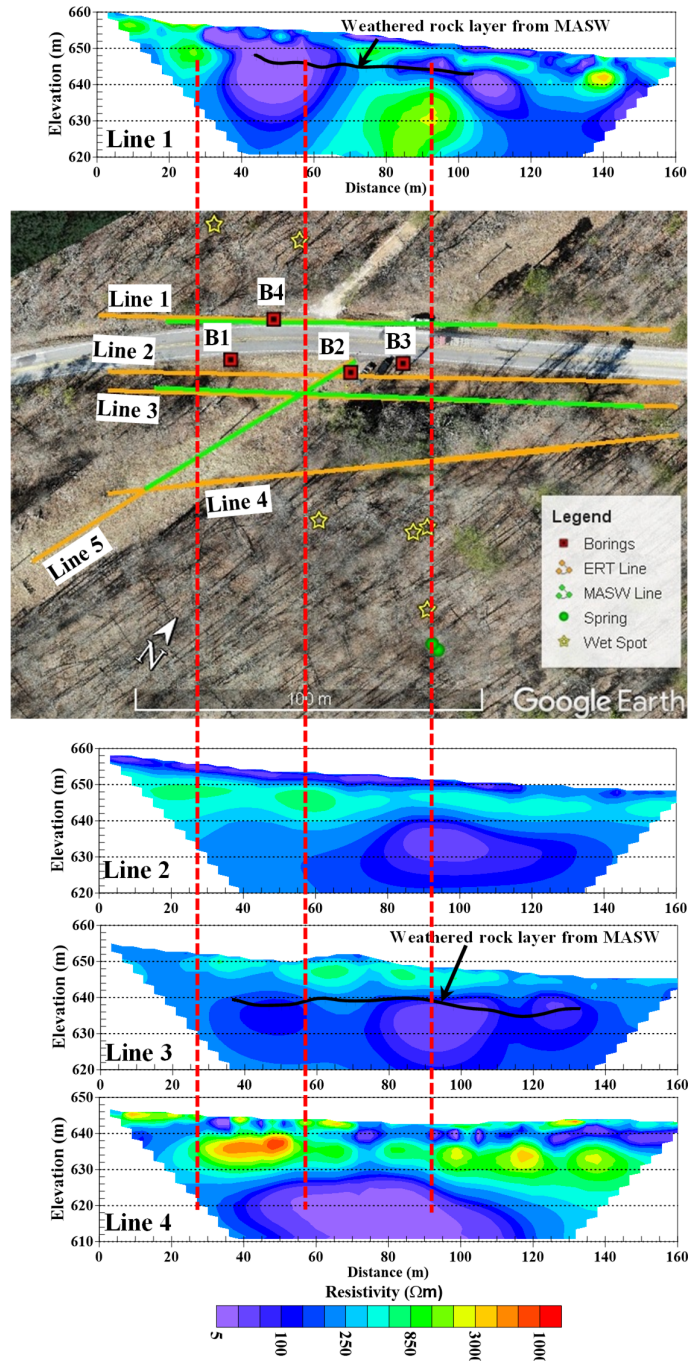 Weathered rock layer from MASW
660
650
640
630
620
Elevation (m)
Line 1
0 20 40 60 80 100 120 140 160
Distance (m)
Line 1
B4
B1
Line 2
B2
B3
Line 3
Line 4
Line 5
N
100 m
Legend
Borings
ERT Line
MASW Line
Spring
Wet Spot
Google Earth
660
650
640
630
620
Elevation (m)
Line 2
0 20 40 60 80 100 120 140 160
Weathered rock layer from MASW
660
650
640
630
620
Elevation (m)
Line 3
0 20 40 60 80 100 120 140 160
650
640
630
620
610
Elevation (m)
Line 4
0 20 40 60 80 100 120 140 160
Distance (m)
Resistivity (Ωm)
5 100 250 850 3000 1000